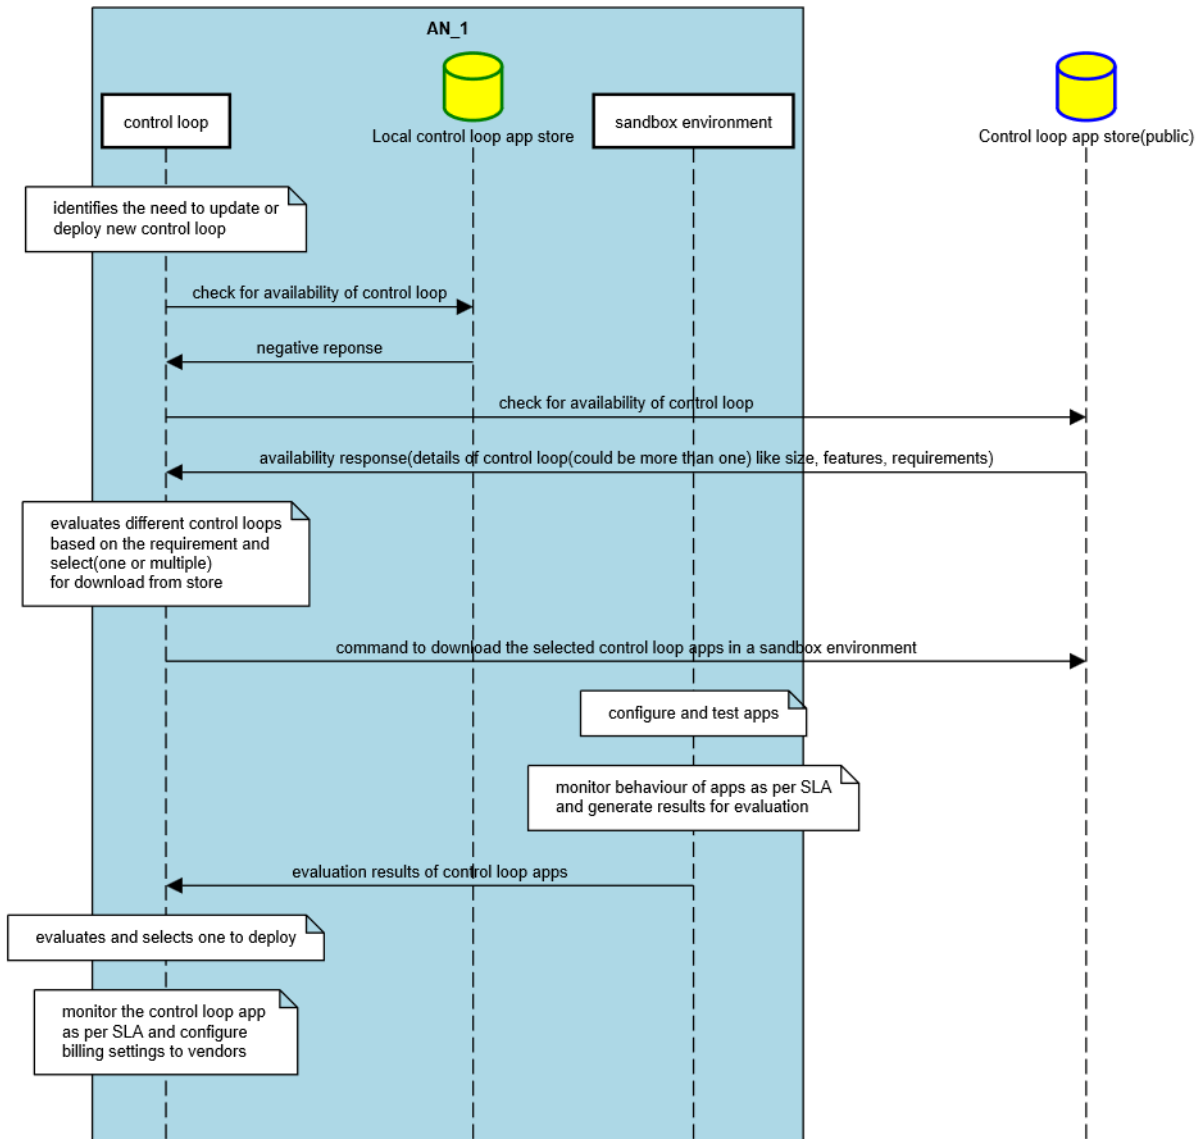 AN_1
control loop
Local control loop app store
sandbox environment
Control loop app store(public)
identifies the need to update or
deploy new control loop
check for availability of control loop
negative reponse
check for availability of control loop
availability response(details of control loop(could be more than one) like size, features, requirements)
evaluates different control loops
based on the requirement and
select(one or multiple)
for download from store
command to download the selected control loop apps in a sandbox environment
configure and test apps
monitor behaviour of apps as per SLA
and generate results for evaluation
evaluation results of control loop apps
evaluates and selects one to deploy
monitor the control loop app
as per SLA and configure
billing settings to vendors